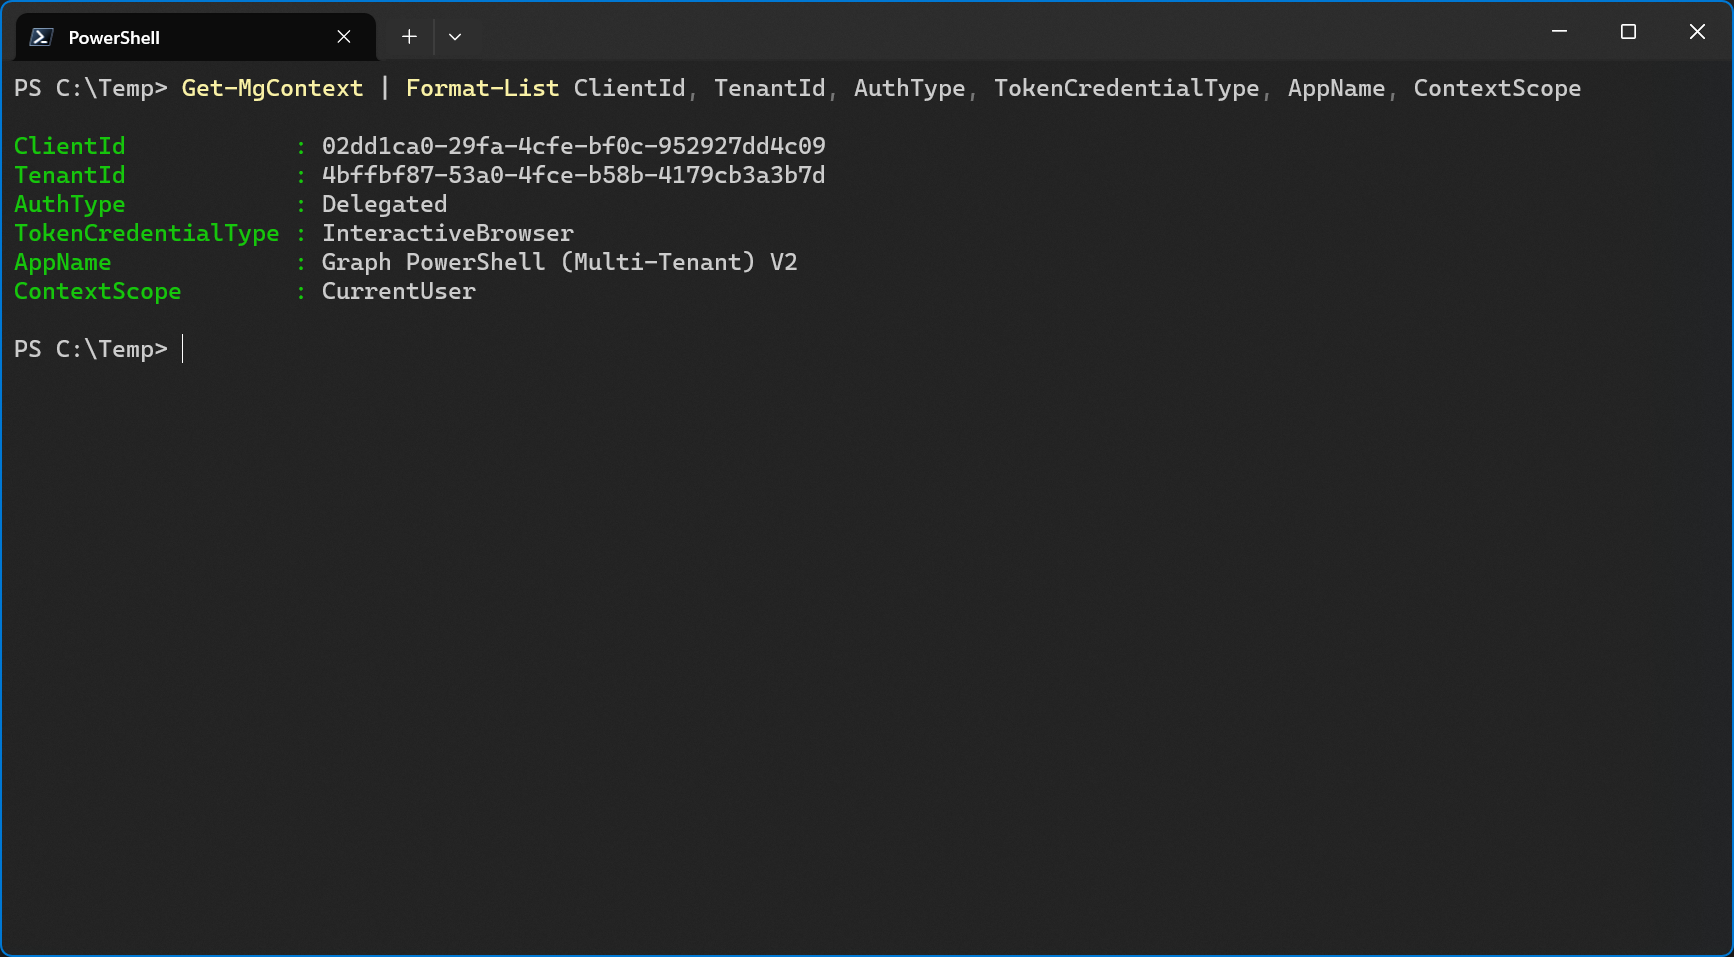 PowerShell
PS C:\Temp> Get-MgContext | Format-List ClientId, TenantId, AuthType, TokenCredentialType, AppName, ContextScope
ClientId : 02dd1ca0-29fa-4cfe-bf0c-952927dd4c09
TenantId : 4bffbf87-53a0-4fce-b58b-4179cb3a3b7d
AuthType : Delegated
TokenCredentialType : InteractiveBrowser
AppName : Graph PowerShell (Multi-Tenant) V2
ContextScope : CurrentUser
PS C:\Temp>